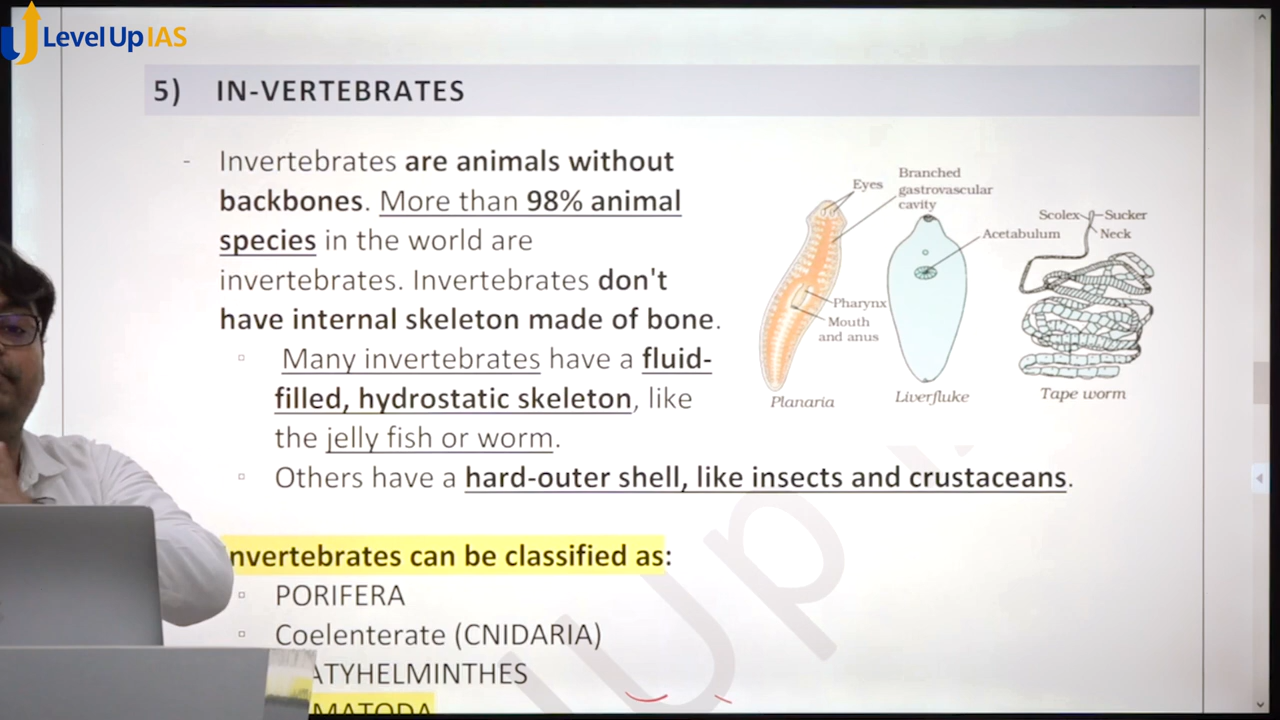 Level Up IAS
5) IN-VERTEBRATES
- Invertebrates are animals without
backbones. More than 98% animal
species in the world are
invertebrates. Invertebrates don't
have internal skeleton made of bone.
Many invertebrates have a fluid-
filled, hydrostatic skeleton, like
the jelly fish or worm.
Others have a hard-outer shell, like insects and crustaceans.
Eyes
Branched
gastrovascular
cavity
Acetabulum
Pharynx
Mouth
and anus
Planaria
Liverfluke
Scolex
Sucker
Neck
Tape worm
nvertebrates can be classified as:
PORIFERA
Coelenterate (CNIDARIA)
ATYHELMINTHES
MATODA
Up